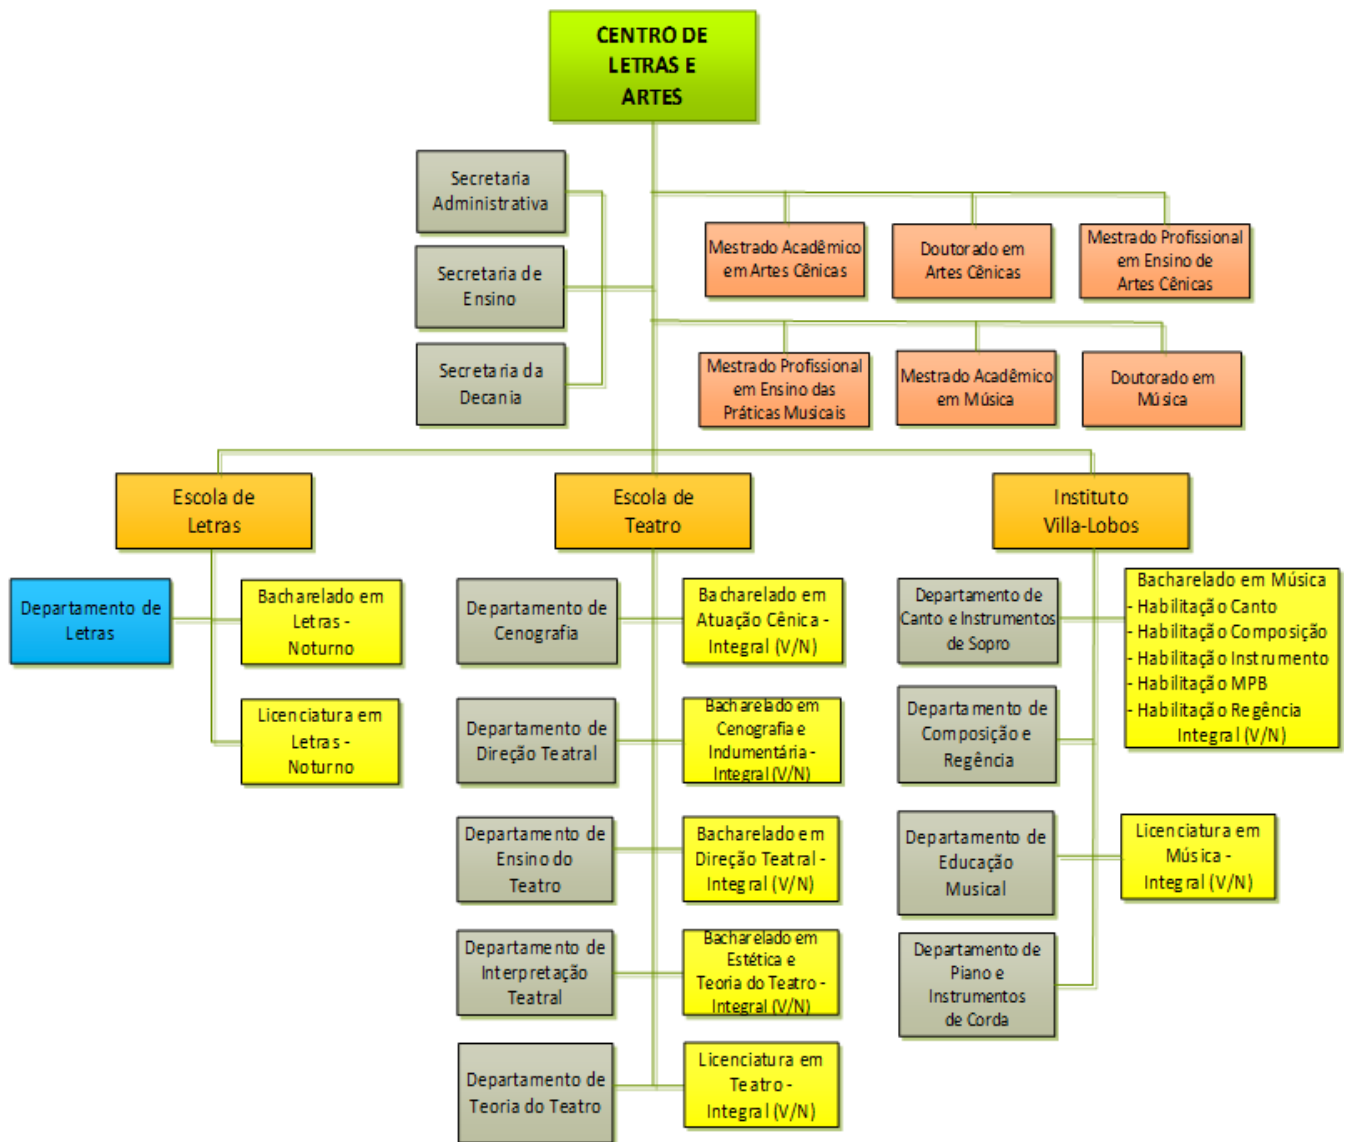 CENTRO DE
LETRAS E
ARTES
Secretaria
Administrativa
Secretaria de
Ensino
Secretaria da
Decania
Mestrado Acadêmico
em Artes Cênicas
Doutorado em
Artes Cênicas
Mestrado Profissional
em Ensino de
Artes Cênicas
Mestrado Profissional
em Ensino das
Práticas Musicais
Mestrado Acadêmico
em Música
Doutorado em
Música
Escola de
Letras
Departamento de
Letras
Bacharelado em
Letras -
Noturno
Licenciatura em
Letras -
Noturno
Escola de
Teatro
Departamento de
Cenografia
Bacharelado em
Atuação Cênica -
Integral (V/N)
Departamento de
Direção Teatral
Bacharelado em
Cenografia e
Indumentária -
Integral (V/N)
Departamento de
Ensino do
Teatro
Bacharelado em
Direção Teatral -
Integral (V/N)
Departamento de
Interpretação
Teatral
Bacharelado em
Estética e
Teoria do Teatro -
Integral (V/N)
Departamento de
Teoria do Teatro
Licenciatura em
Teatro -
Integral (V/N)
Instituto
Villa-Lobos
Departamento de
Canto e Instrumentos
de Sopro
Bacharelado em Música
- Habilitação Canto
- Habilitação Composição
- Habilitação Instrumento
- Habilitação MPB
- Habilitação Regência
Integral (V/N)
Departamento de
Composição e
Regência
Departamento de
Educação
Musical
Licenciatura em
Música -
Integral (V/N)
Departamento de
Piano e
Instrumentos
de Corda